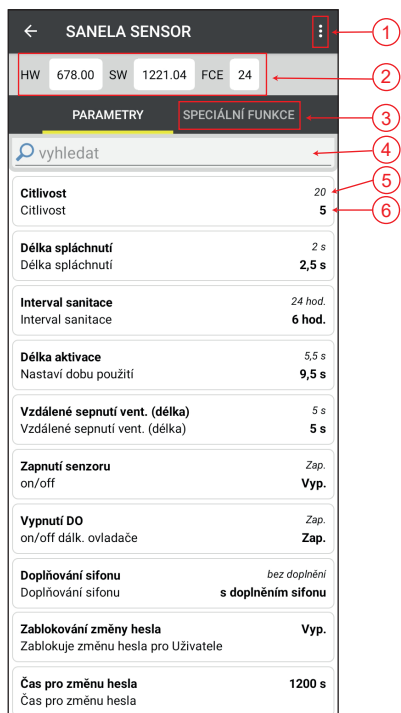 SANELA SENSOR
1
HW 678.00 SW 1221.04 FCE 24
2
PARAMETRY SPECIÁLNÍ FUNKCE
3
vyhledat
4
Citlivost 20
5
Citlivost 5
6
Délka spláchnutí 2 s
Délka spláchnutí 2,5 s
Interval sanitace 24 hod.
Interval sanitace 6 hod.
Délka aktivace 5,5 s
Nastaví dobu použití 9,5 s
Vzdálené sepnutí vent. (délka) 5 s
Vzdálené sepnutí vent. (délka) 5 s
Zapnutí senzoru Zap.
on/off Vyp.
Vypnutí DO Zap.
on/off dálk. ovladače Zap.
Doplňování sifonu bez doplnění
Doplňování sifonu s doplněním sifonu
Zablokování změny hesla Vyp.
Zablokuje změnu hesla pro Uživatele
Čas pro změnu hesla 1200 s
Čas pro změnu hesla